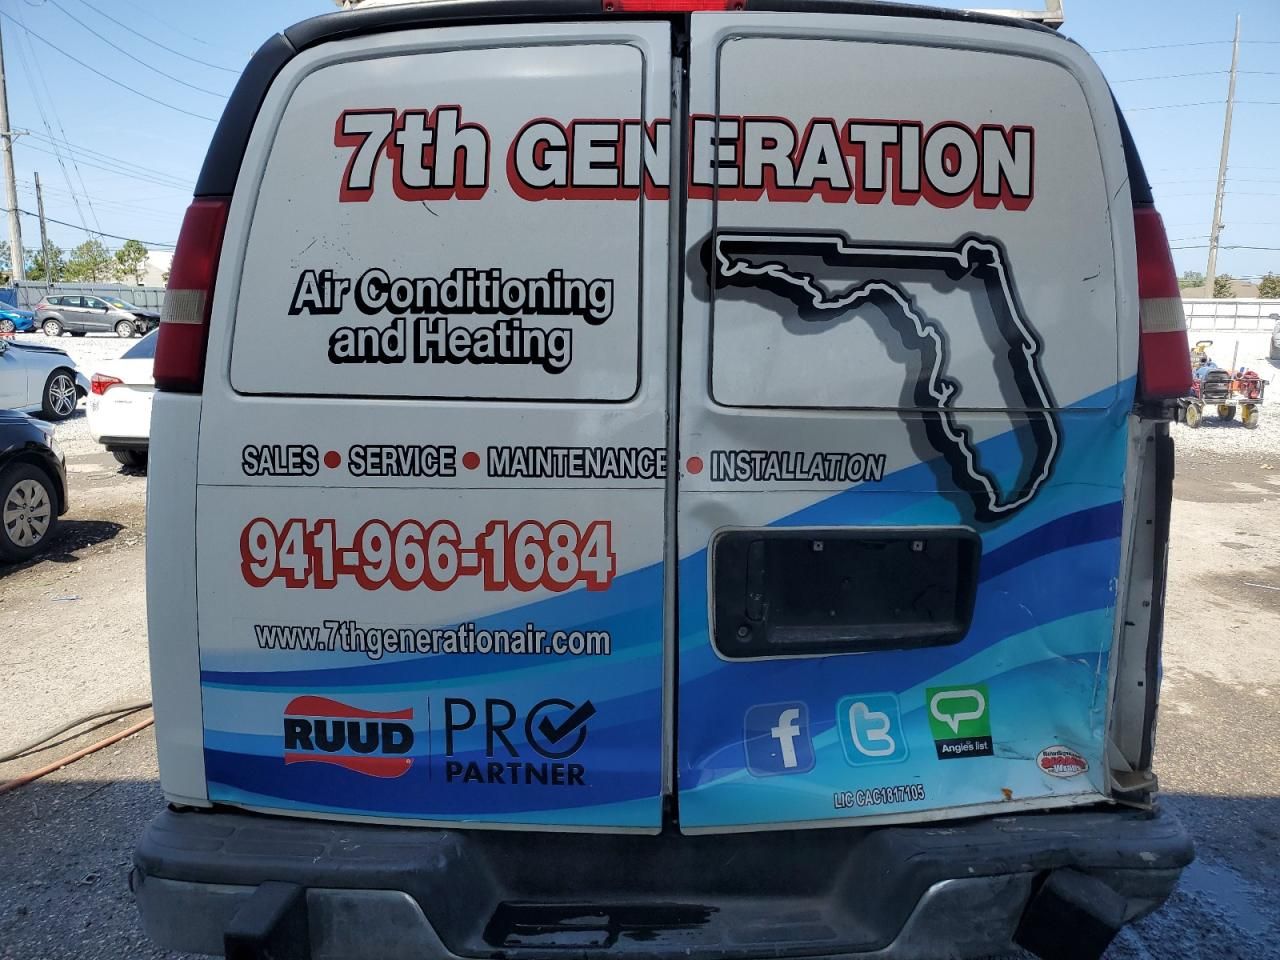 7th GENERATION
Air Conditioning
and Heating
SALES • SERVICE • MAINTENANCE • INSTALLATION
941-966-1684
www.7thgenerationair.com
RUUD
PRO
PARTNER
f
t
Angie's list
LIC CAC1817105